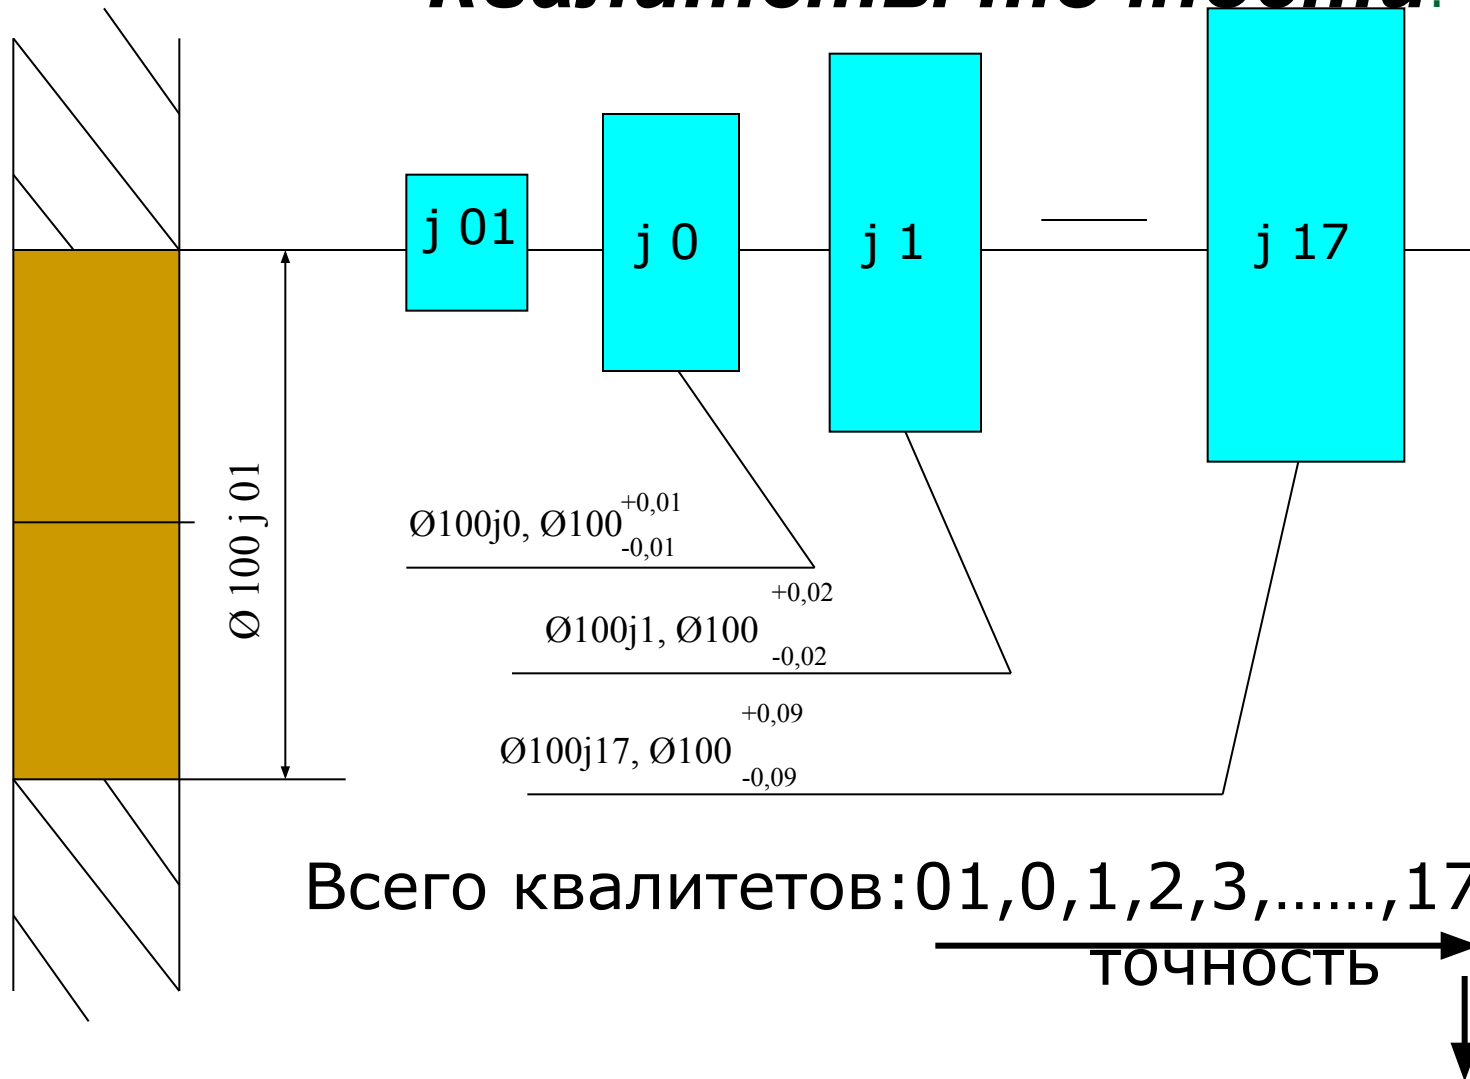 j 01
j 0
j 1
j 17
Ø 100 j 01
Ø100j0, Ø100 +0,01 -0,01
Ø100j1, Ø100 +0,02 -0,02
Ø100j17, Ø100 +0,09 -0,09
Всего квалитетов:01,0,1,2,3,……,17
точность